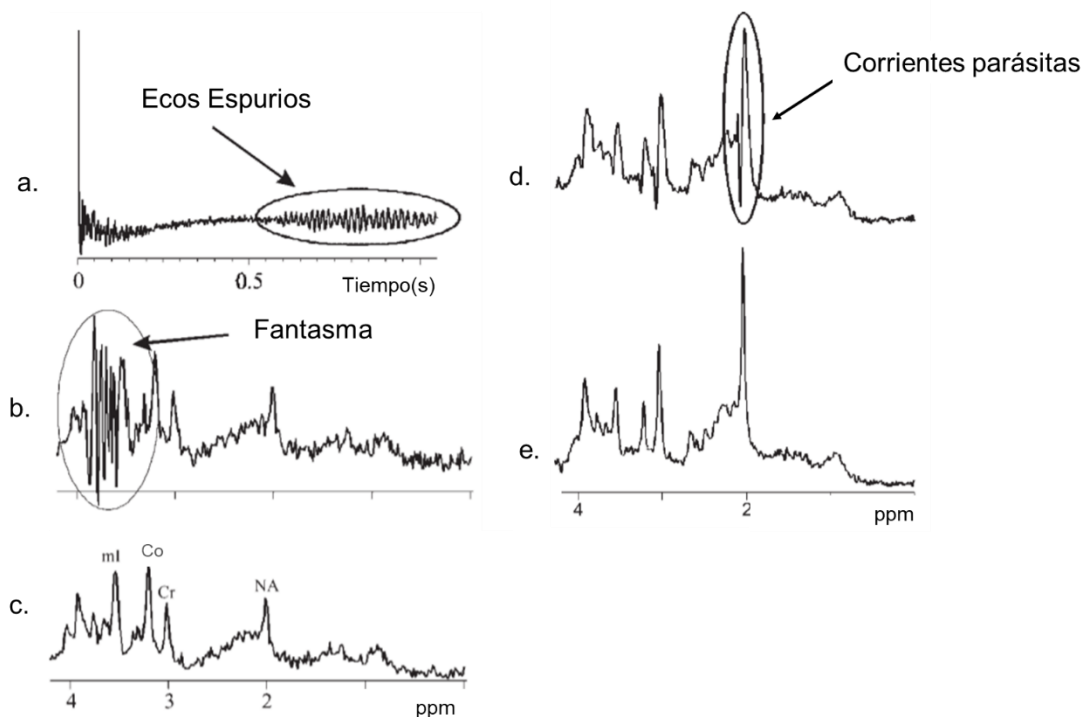 Ecos Espurios
a.
0
0.5
Tiempo(s)
Fantasma
b.
mI
Co
Cr
NA
c.
4
3
2
ppm
Corrientes parásitas
d.
e.
4
2
ppm